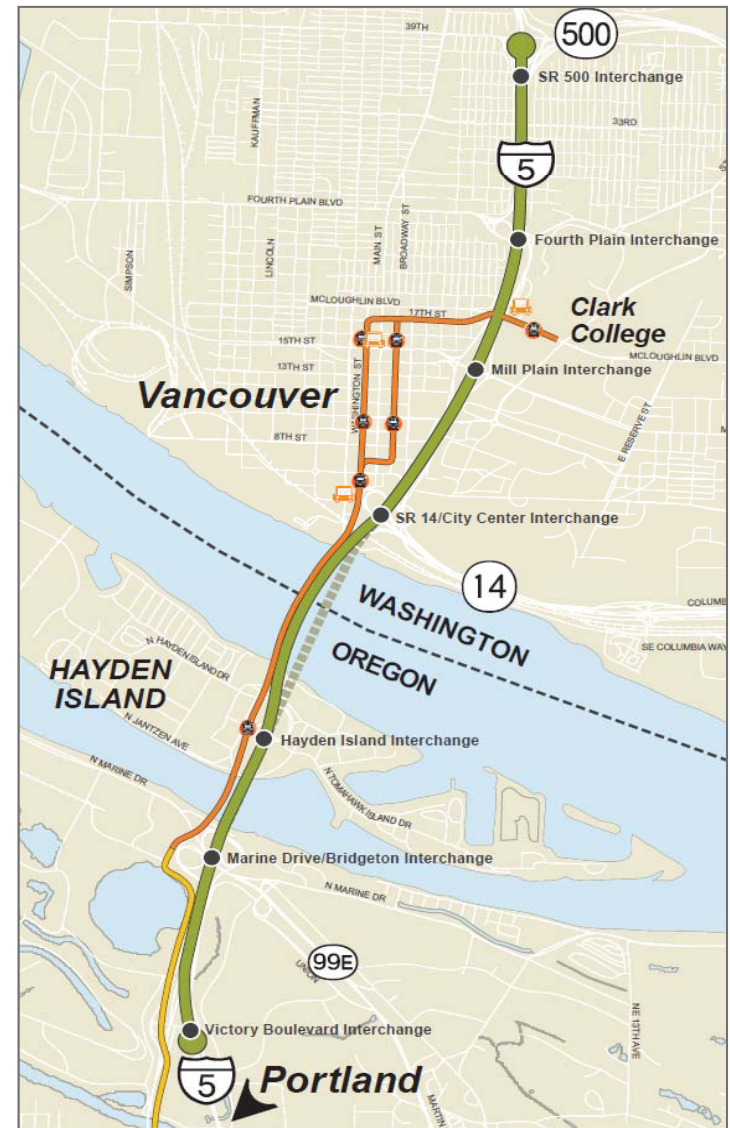 39TH
500
SR 500 Interchange
KAUFFMAN
33RD
5
FOURTH PLAIN BLVD
MAIN ST
BROADWAY ST
Fourth Plain Interchange
SIMPSON
LINCOLN
MCLOUGHLIN BLVD
17TH ST
Clark
College
15TH ST
13TH ST
MCLOUGHLIN BLVD
Mill Plain Interchange
Vancouver
WASHINGTON ST
E RESERVE ST
8TH ST
SR 14/City Center Interchange
14
COLUMB
WASHINGTON
OREGON
SE COLUMBIA WAY
N HAYDEN ISLAND DR
HAYDEN
ISLAND
N JANTZEN AVE
Hayden Island Interchange
N MARINE DR
N TOMAHAWK ISLAND DR
Marine Drive/Bridgeton Interchange
N MARINE DR
99E
UNION
NE 13TH AVE
Victory Boulevard Interchange
5
Portland
MARTIN